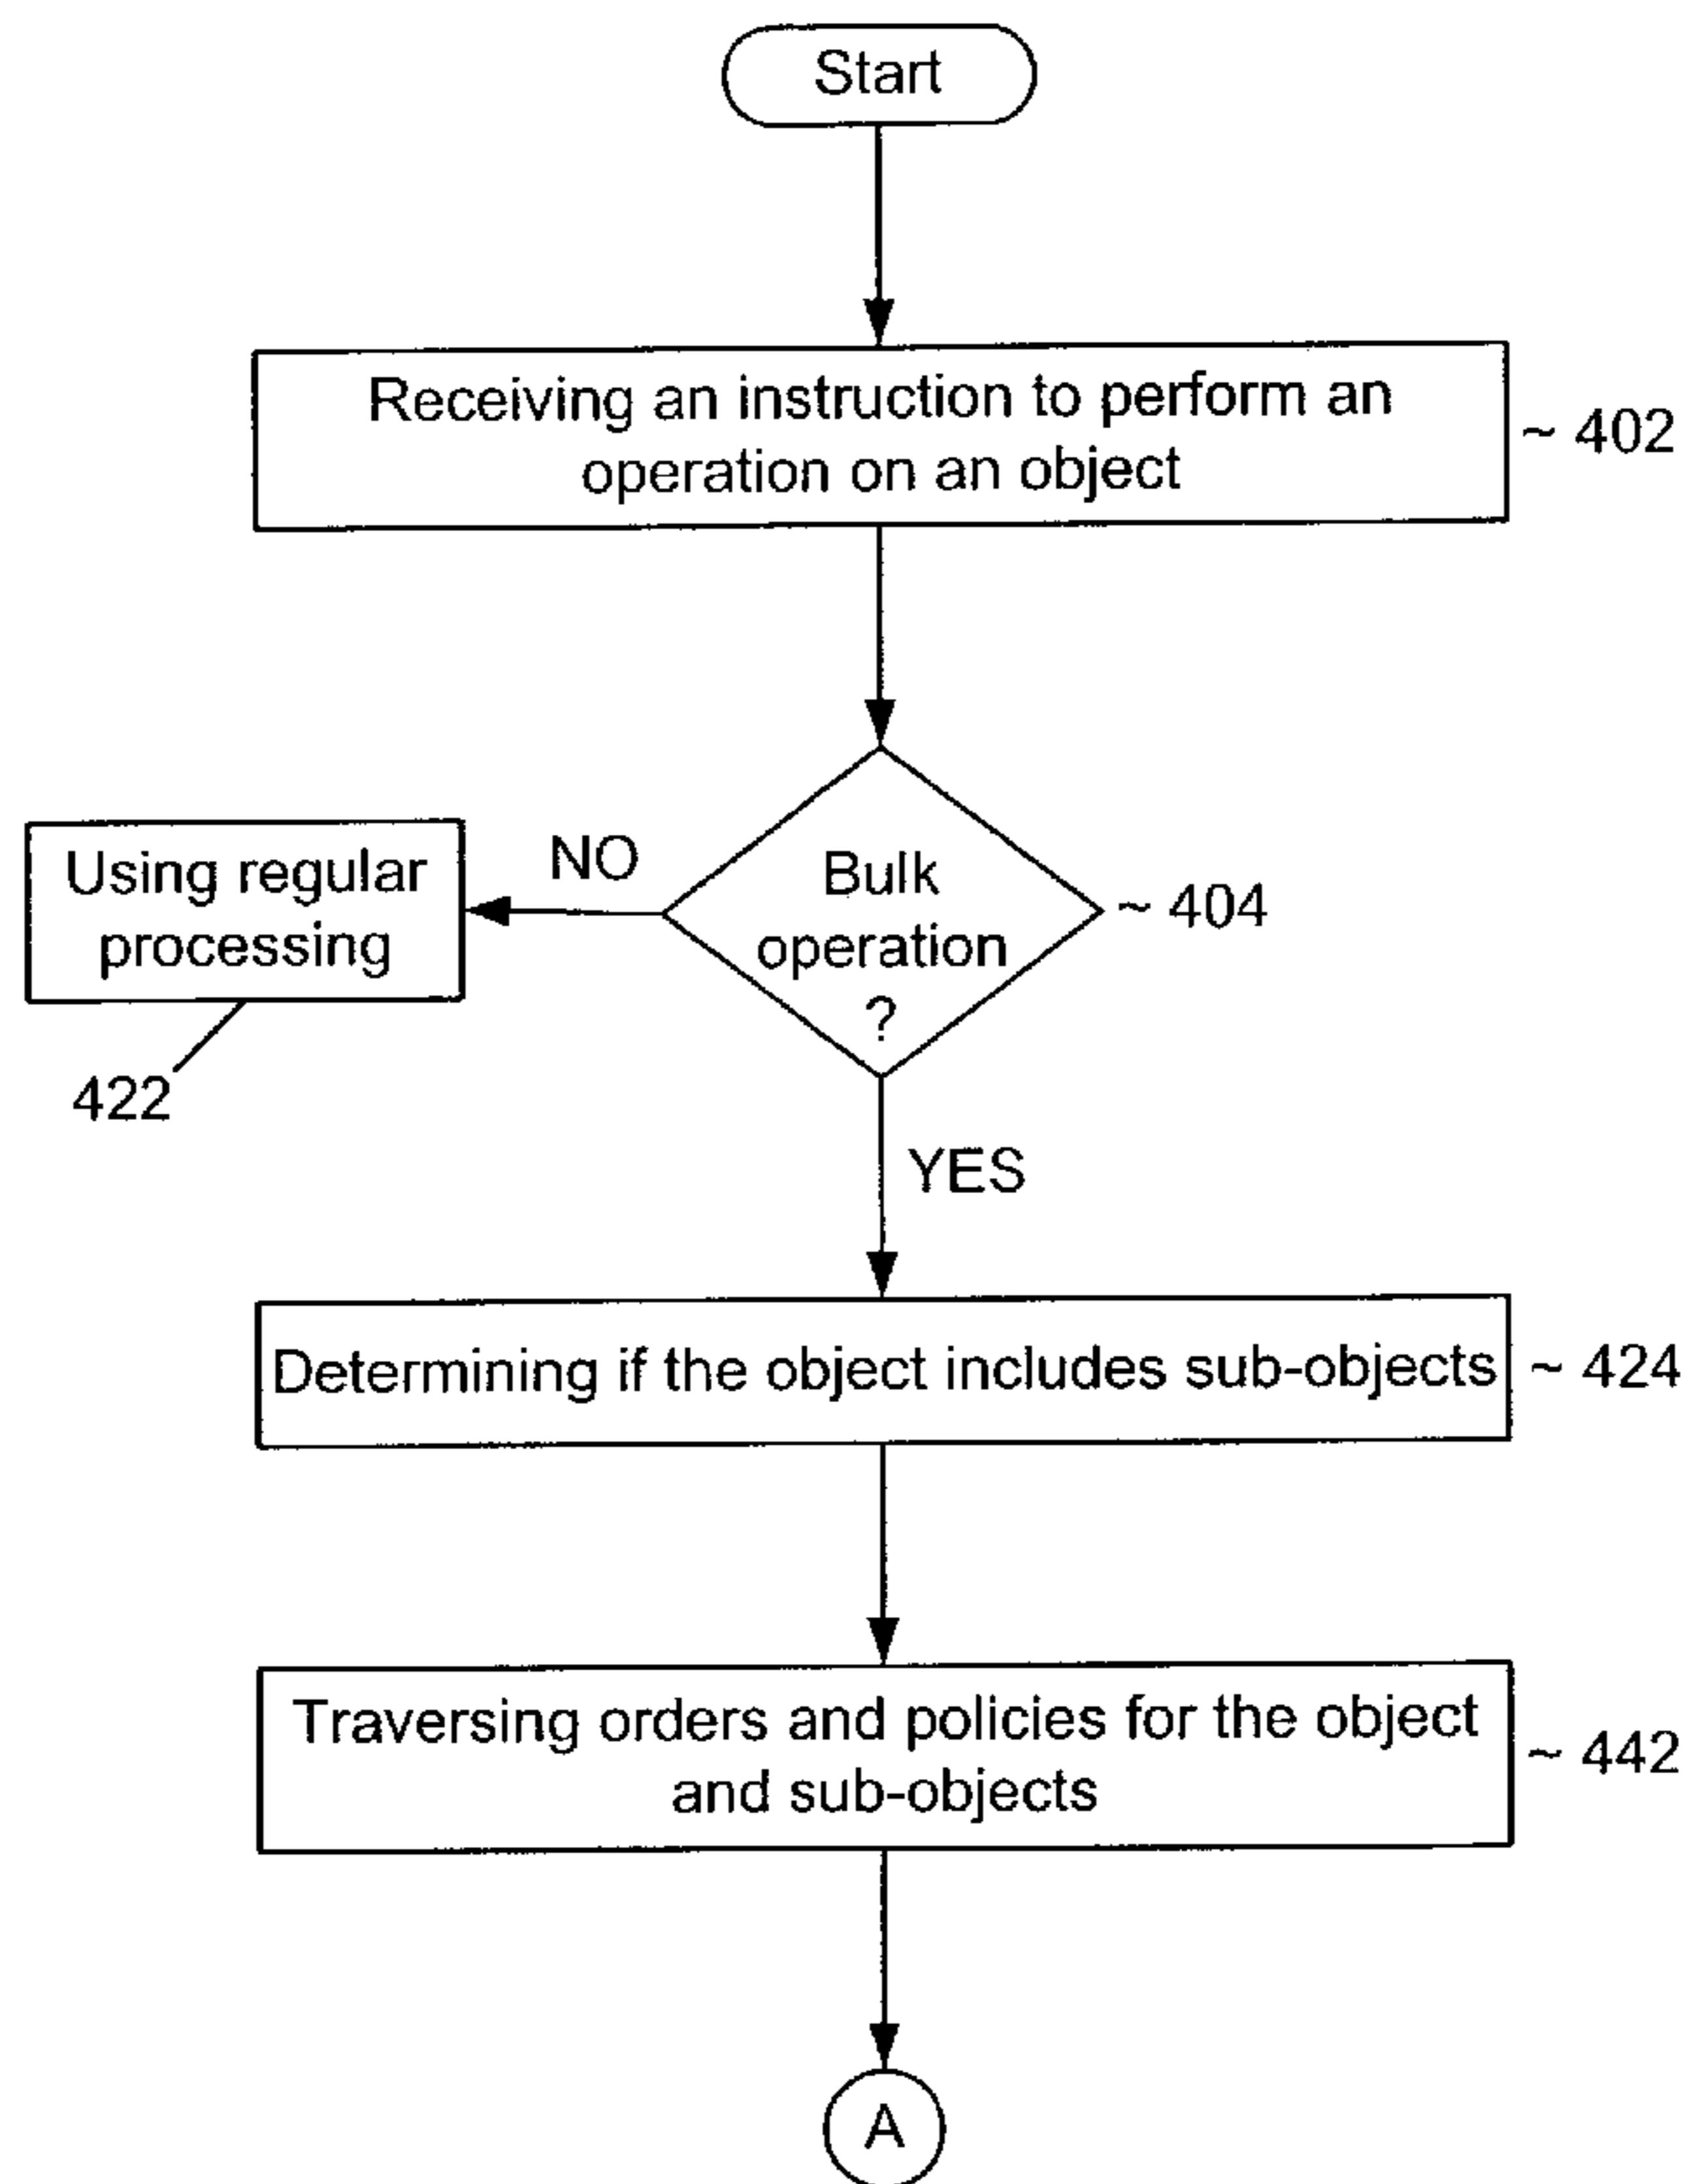 Start
Receiving an instruction to perform an
operation on an object
~ 402
Bulk
operation
?
~ 404
NO
Using regular
processing
422
YES
Determining if the object includes sub-objects
~ 424
Traversing orders and policies for the object
and sub-objects
~ 442
A